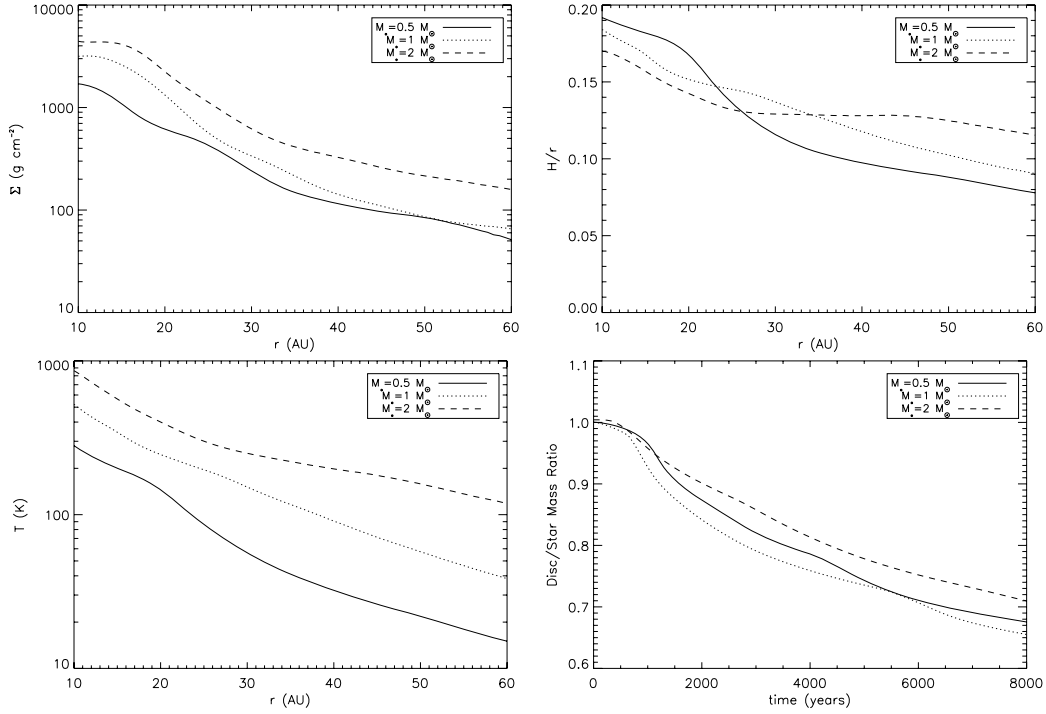 10000
1000
100
10
Σ (g cm⁻²)
10 20 30 40 50 60
r (AU)
M*=0.5 M⊙
M*=1 M⊙
M*=2 M⊙
0.20
0.15
0.10
0.05
0.00
H/r
10 20 30 40 50 60
r (AU)
M*=0.5 M⊙
M*=1 M⊙
M*=2 M⊙
1000
100
10
T (K)
10 20 30 40 50 60
r (AU)
M*=0.5 M⊙
M*=1 M⊙
M*=2 M⊙
1.1
1.0
0.9
0.8
0.7
0.6
Disc/Star Mass Ratio
0 2000 4000 6000 8000
time (years)
M*=0.5 M⊙
M*=1 M⊙
M*=2 M⊙